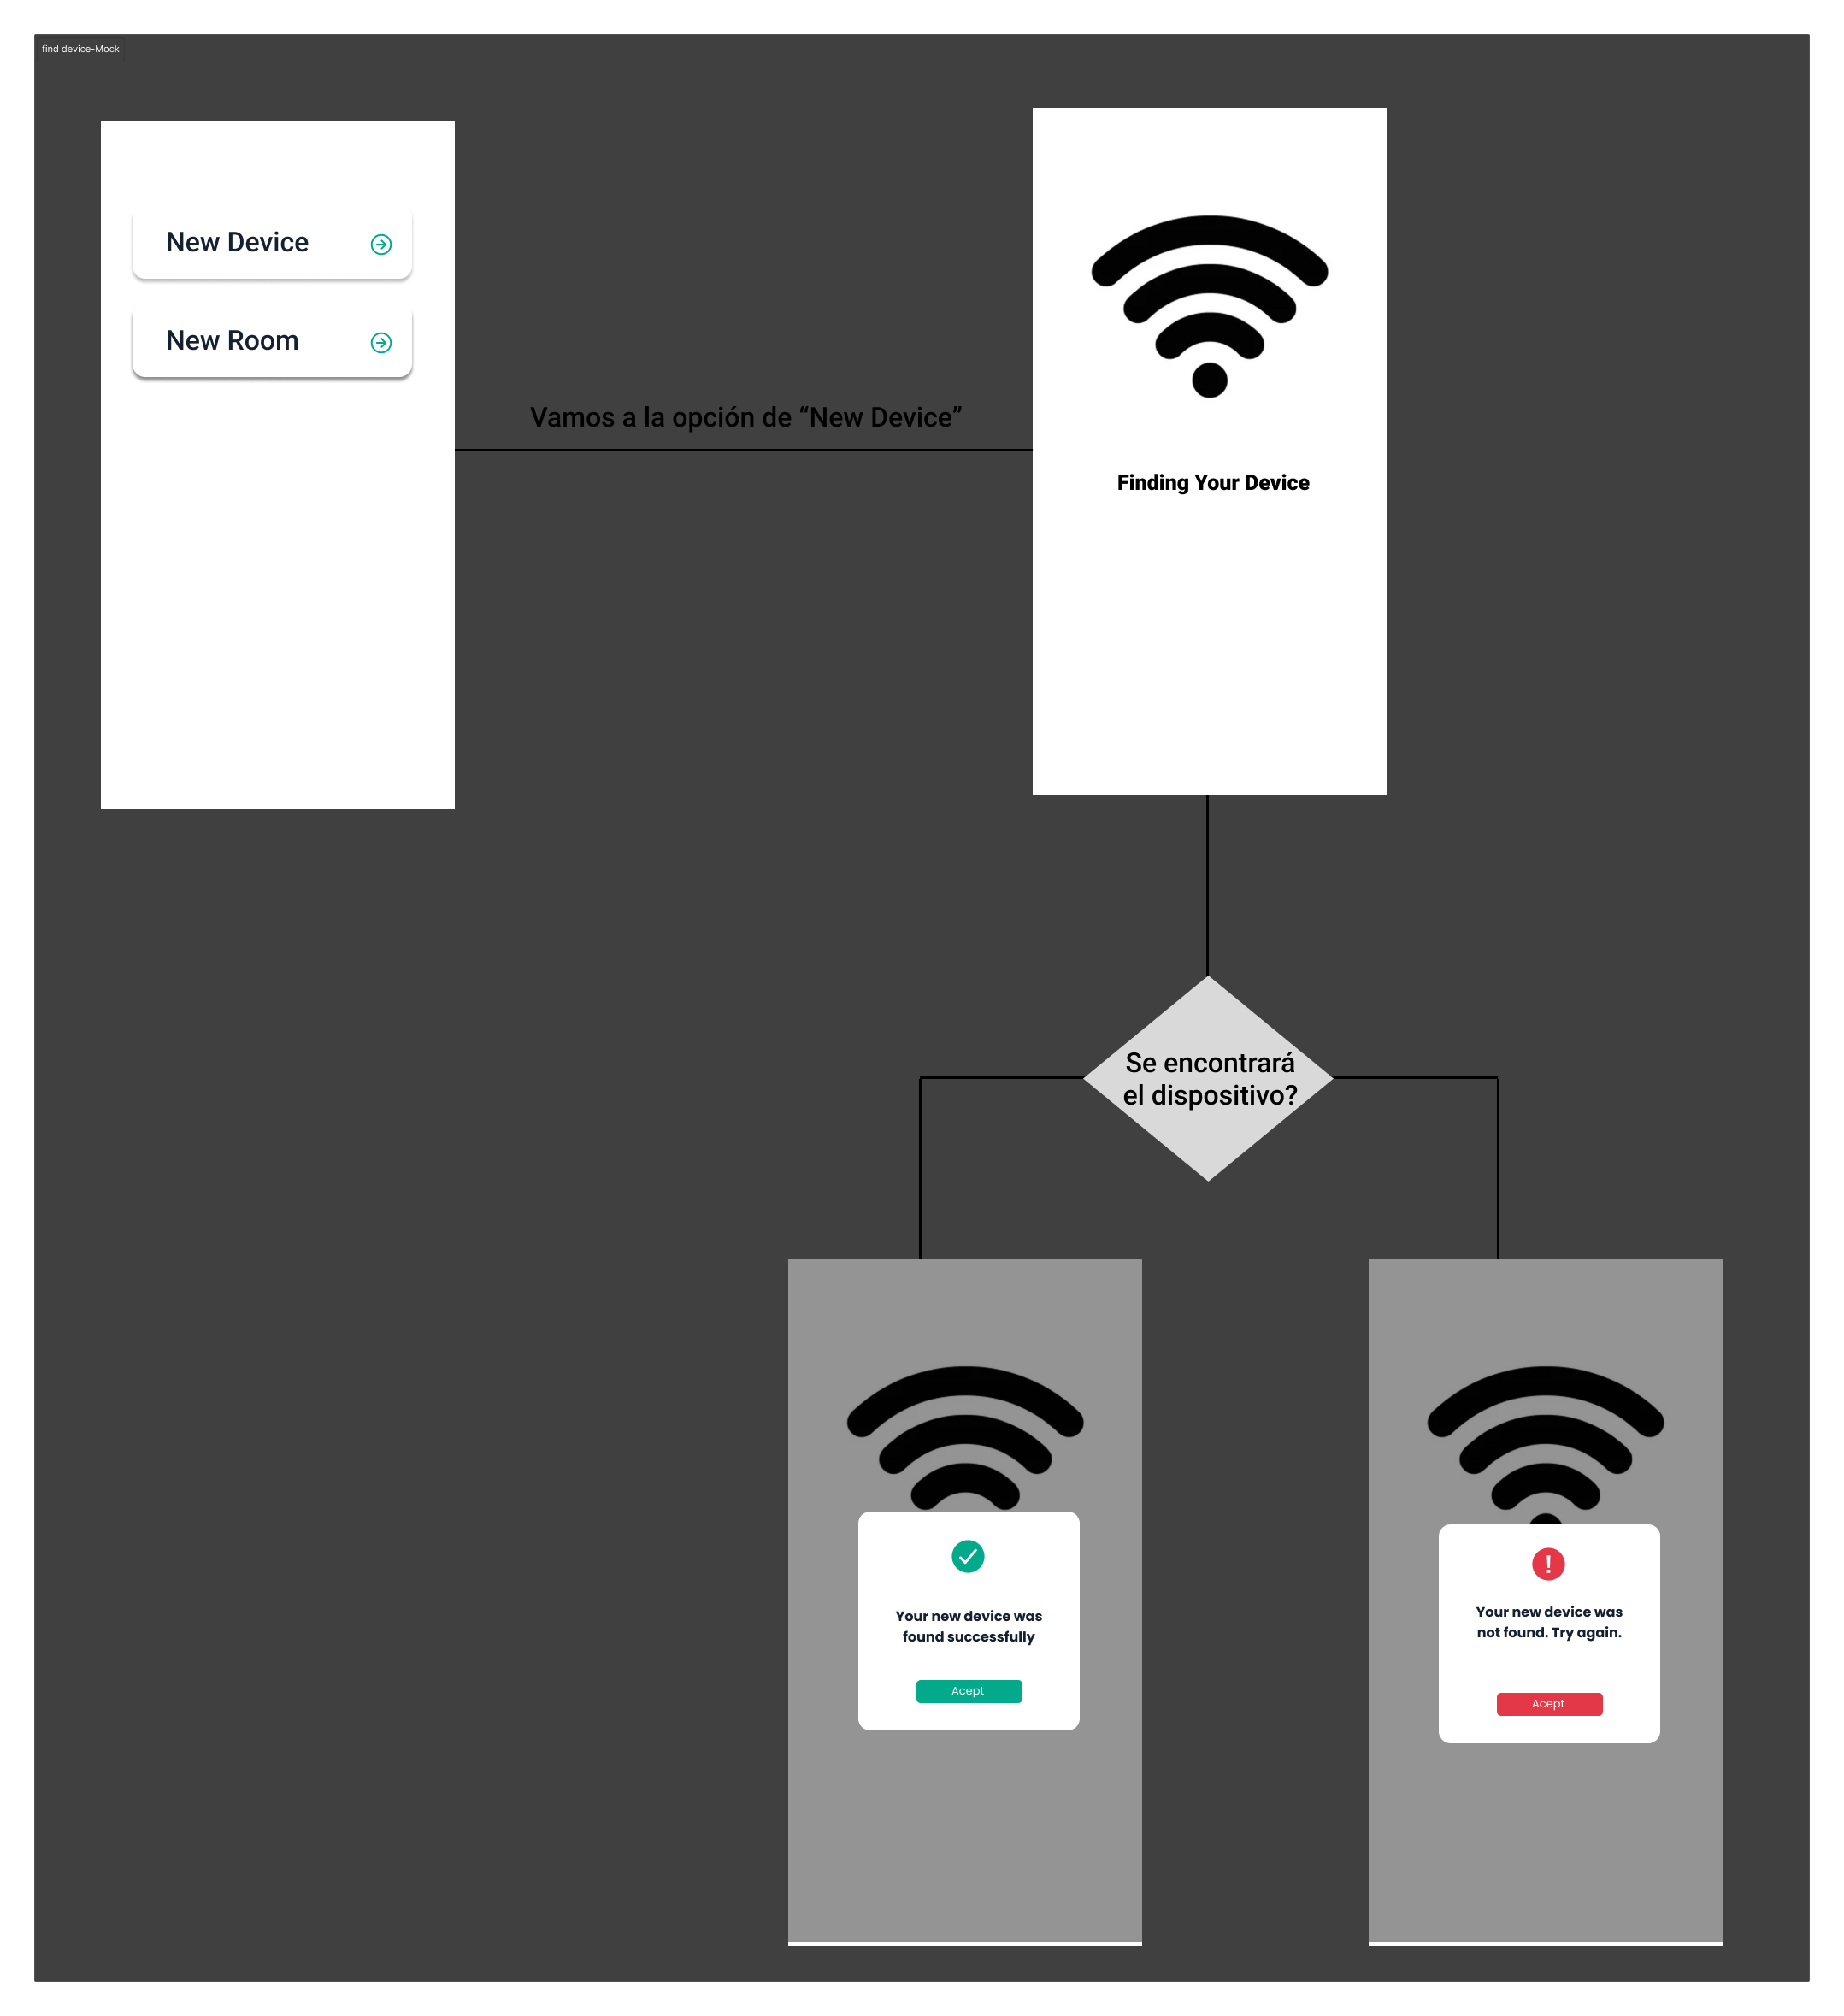 find device-Mock
New Device
New Room
Vamos a la opción de “New Device”
Finding Your Device
Se encontrará
el dispositivo?
Your new device was
found successfully
Acept
Your new device was
not found. Try again.
Acept